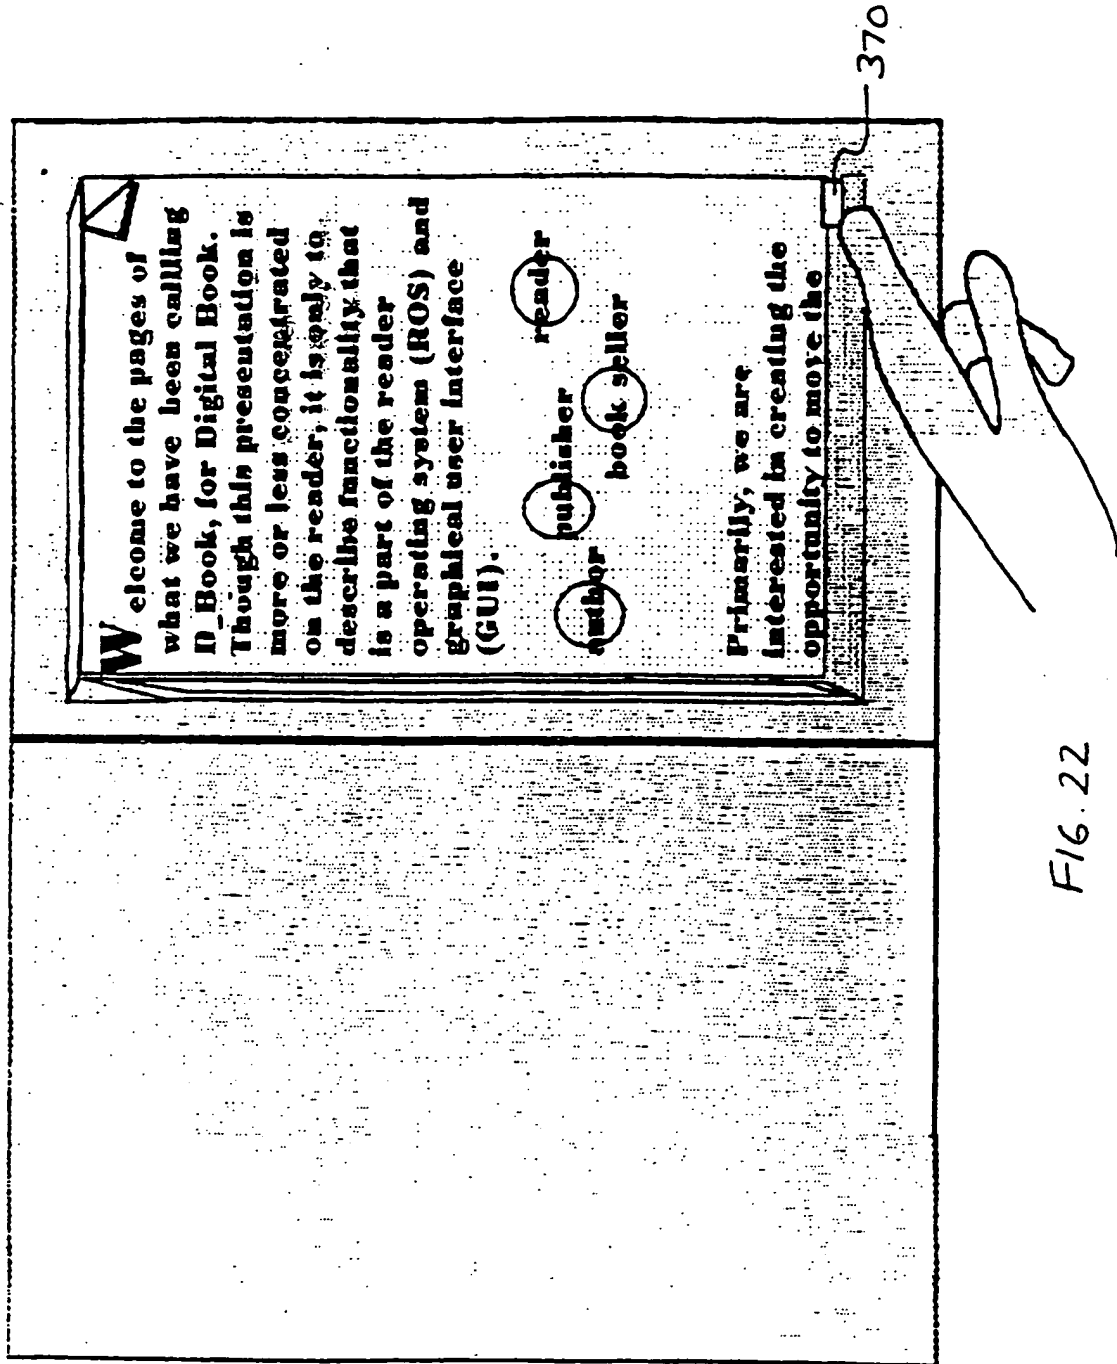 Welcome to the pages of
what we have been calling
D_Book, for Digital Book.
Though this presentation is
more or less concentrated
on the reader, it is only to
describe functionality that
is a part of the reader
operating system (ROS) and
graphical user interface
(GUI).
reader
publisher
book seller
author
Primarily, we are
interested in creating the
opportunity to move the
370
FIG. 22